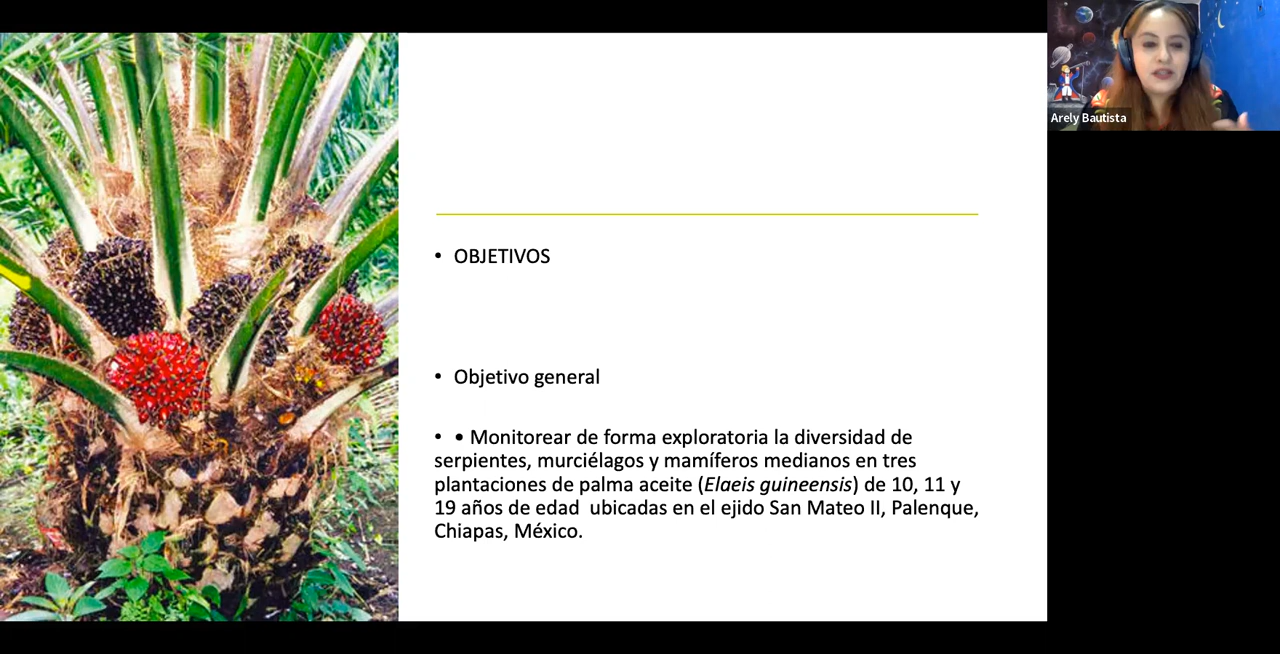 Arely Bautista
• OBJETIVOS
• Objetivo general
• • Monitorear de forma exploratoria la diversidad de
serpientes, murciélagos y mamíferos medianos en tres
plantaciones de palma aceite (Elaeis guineensis) de 10, 11 y
19 años de edad  ubicadas en el ejido San Mateo II, Palenque,
Chiapas, México.